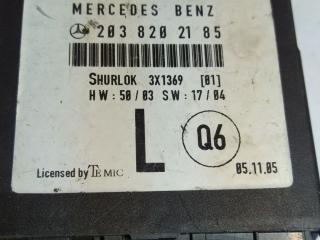 MERCEDES BENZ
203 820 21 85
SHURLOK 3X1369 [01]
HW: 50/03 SW: 17/04
L Q6
Licensed by TEMIC 05.11.05